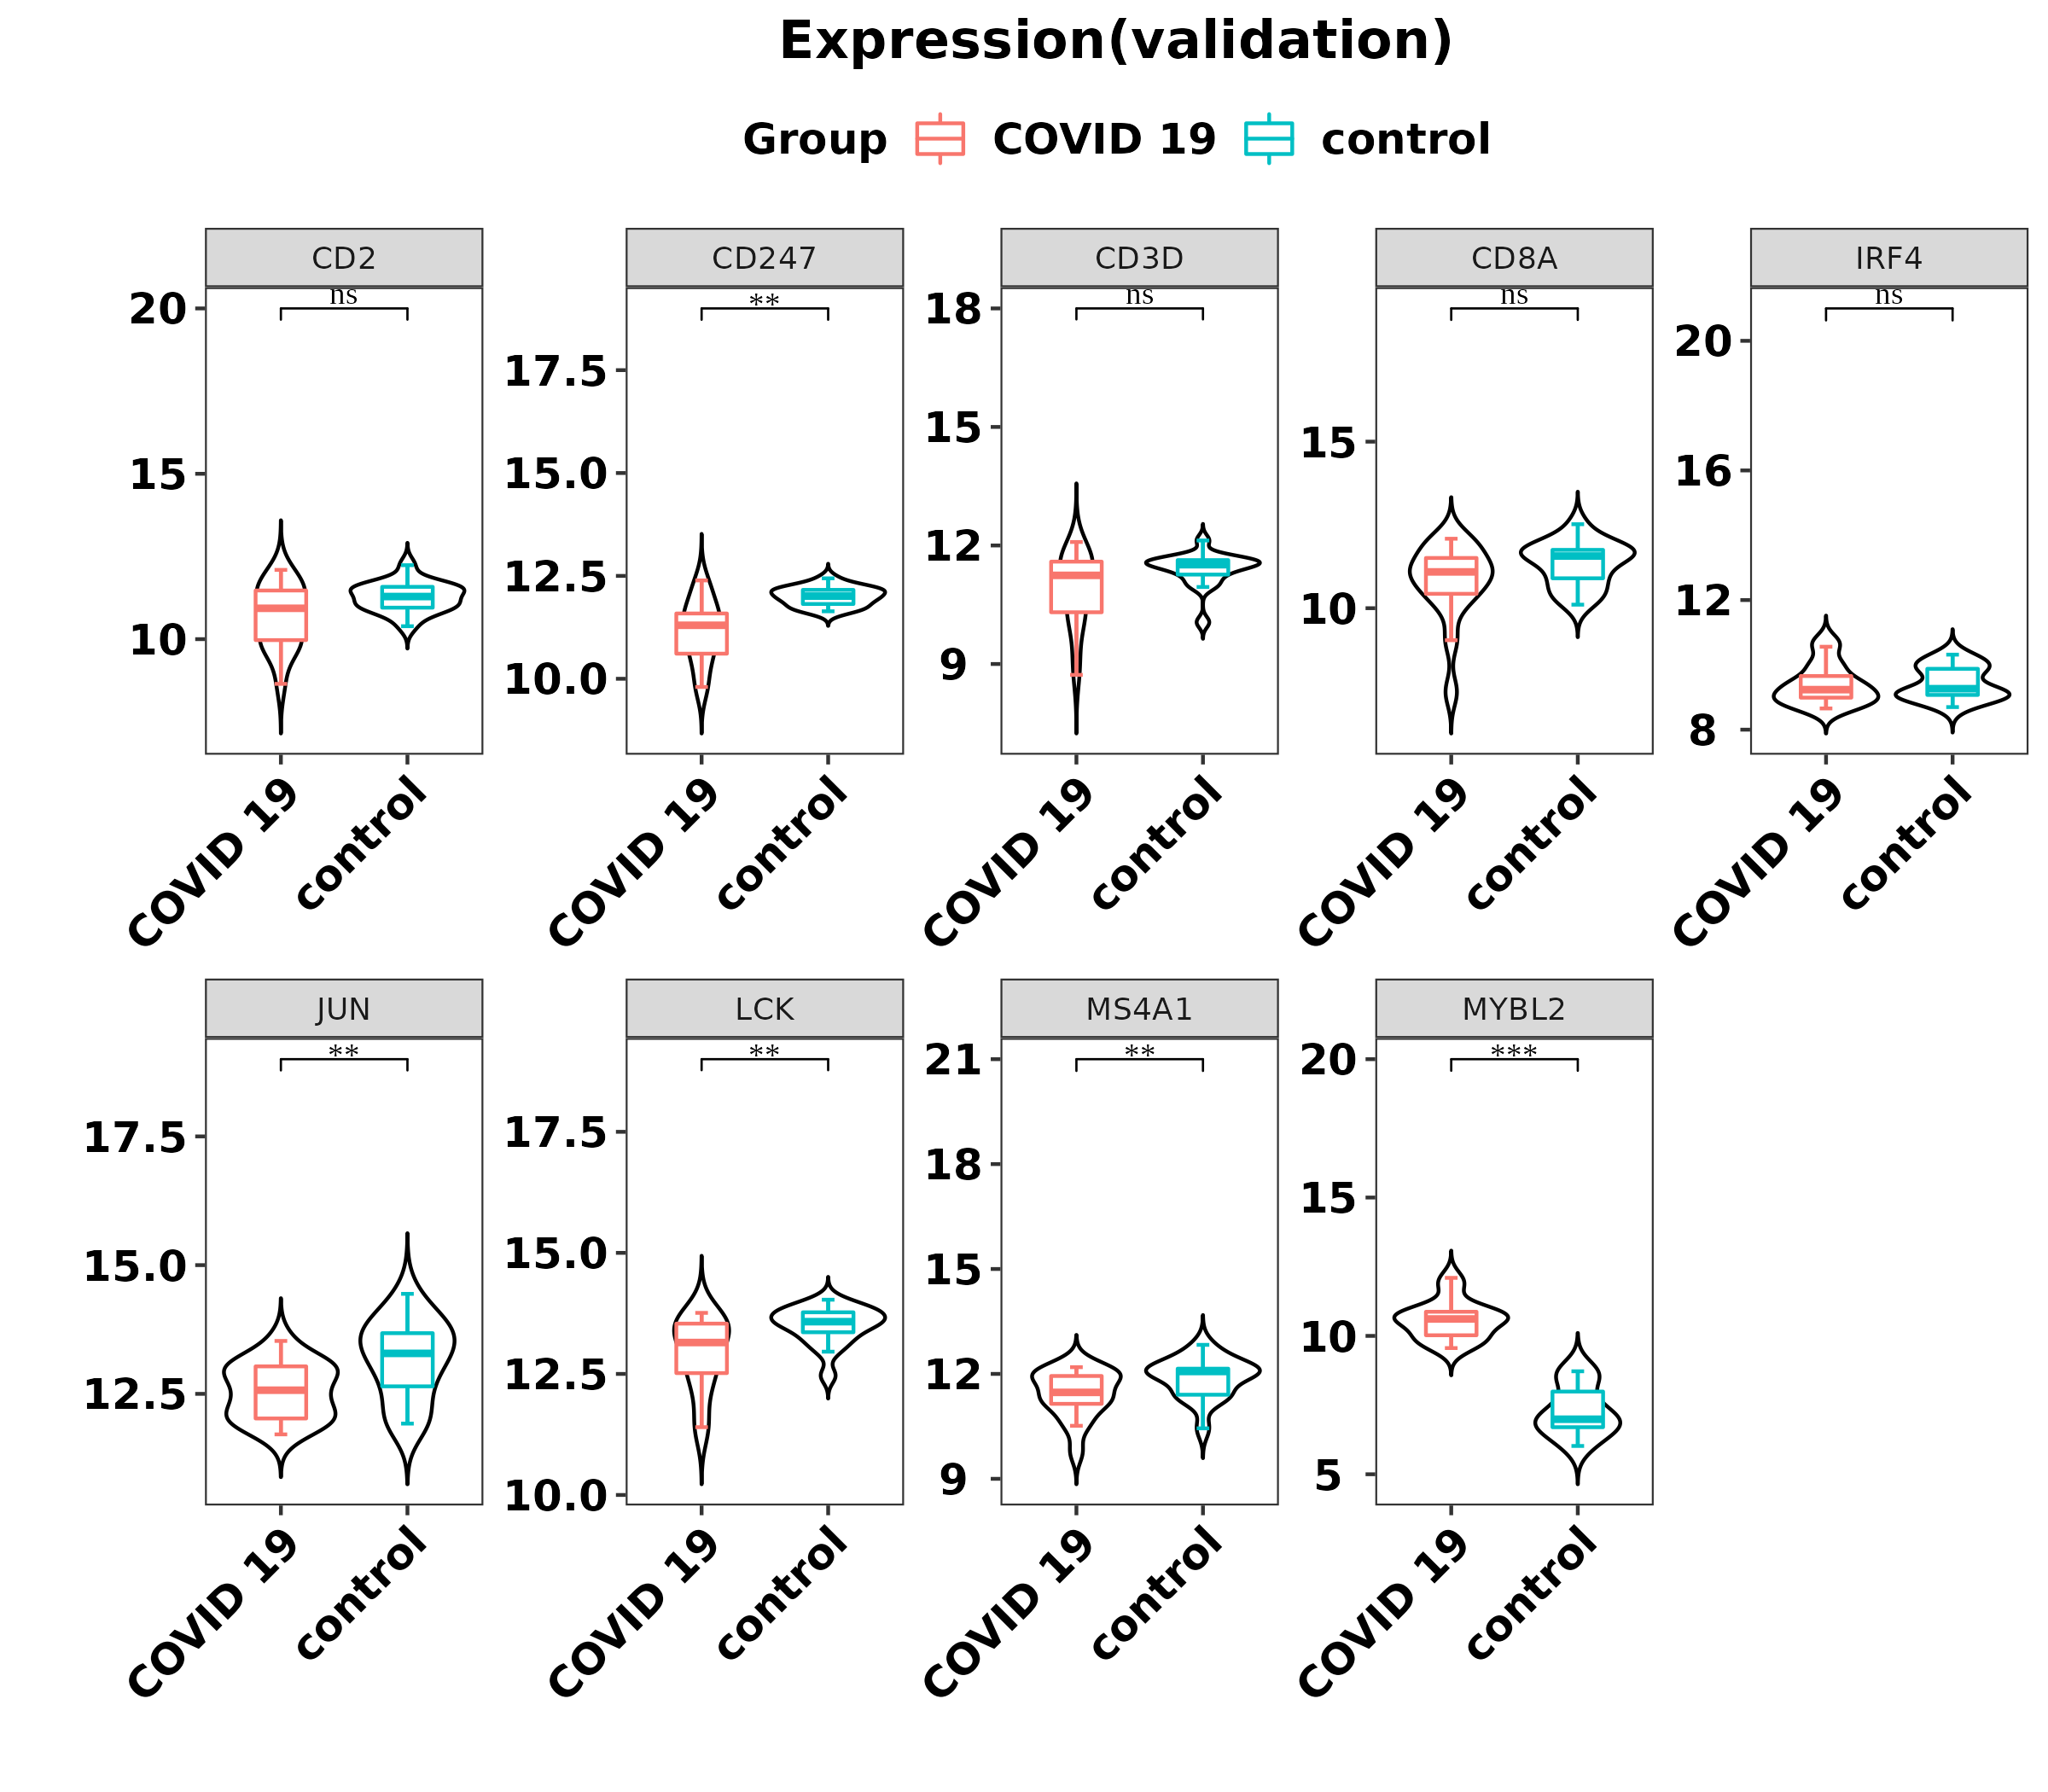 Expression(validation)
Group COVID 19 control
CD2 CD247 CD3D CD8A IRF4
ns ** ns ns ns
20 15 10
17.5 15.0 12.5 10.0
18 15 12 9
15 10
20 16 12 8
COVID 19 control COVID 19 control COVID 19 control COVID 19 control COVID 19 control
JUN LCK MS4A1 MYBL2
** ** ** ***
17.5 15.0 12.5
17.5 15.0 12.5 10.0
21 18 15 12 9
20 15 10 5
COVID 19 control COVID 19 control COVID 19 control COVID 19 control